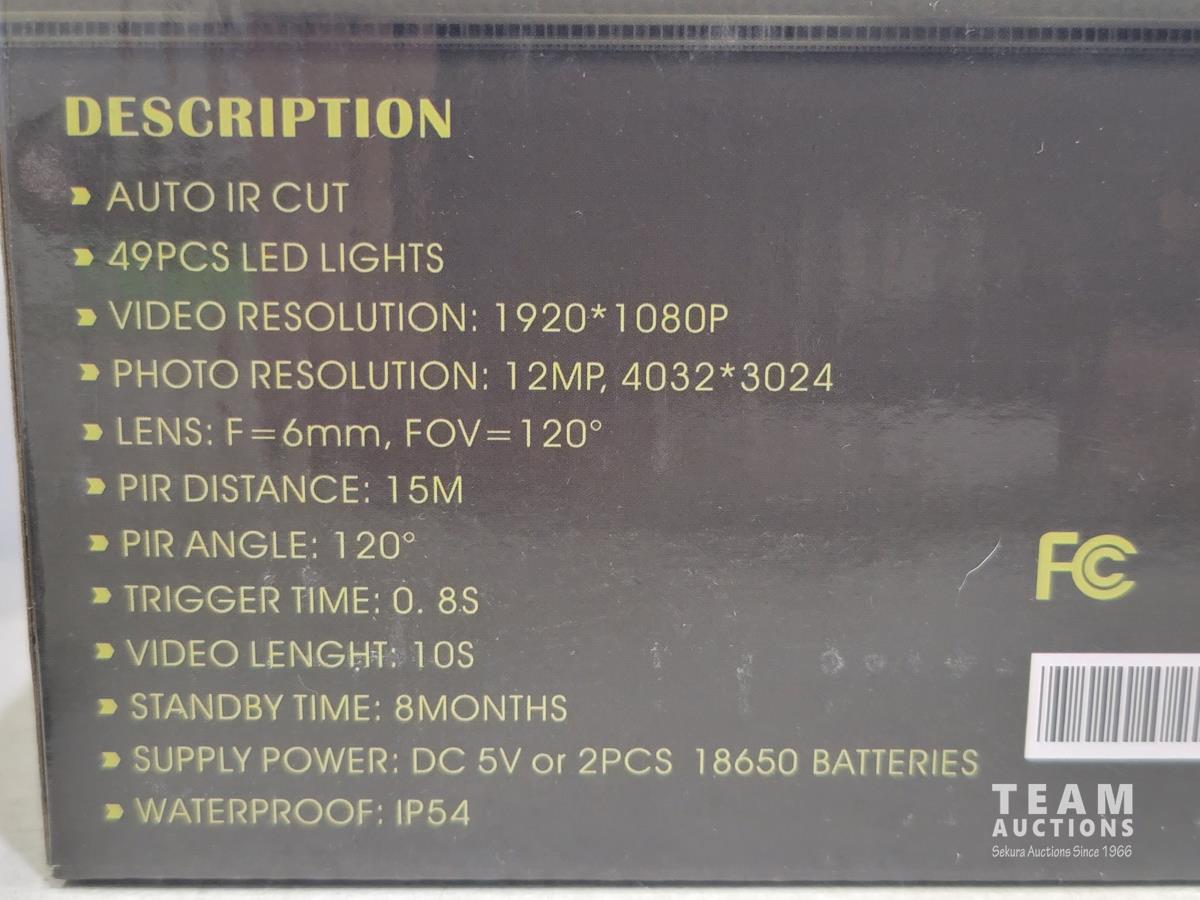 DESCRIPTION
AUTO IR CUT
49PCS LED LIGHTS
VIDEO RESOLUTION: 1920*1080P
PHOTO RESOLUTION: 12MP, 4032*3024
LENS: F=6mm, FOV=120°
PIR DISTANCE: 15M
PIR ANGLE: 120°
TRIGGER TIME: 0. 8S
VIDEO LENGHT: 10S
STANDBY TIME: 8MONTHS
SUPPLY POWER: DC 5V or 2PCS 18650 BATTERIES
WATERPROOF: IP54
FC
TEAM
AUCTIONS
Sekura Auctions Since 1966